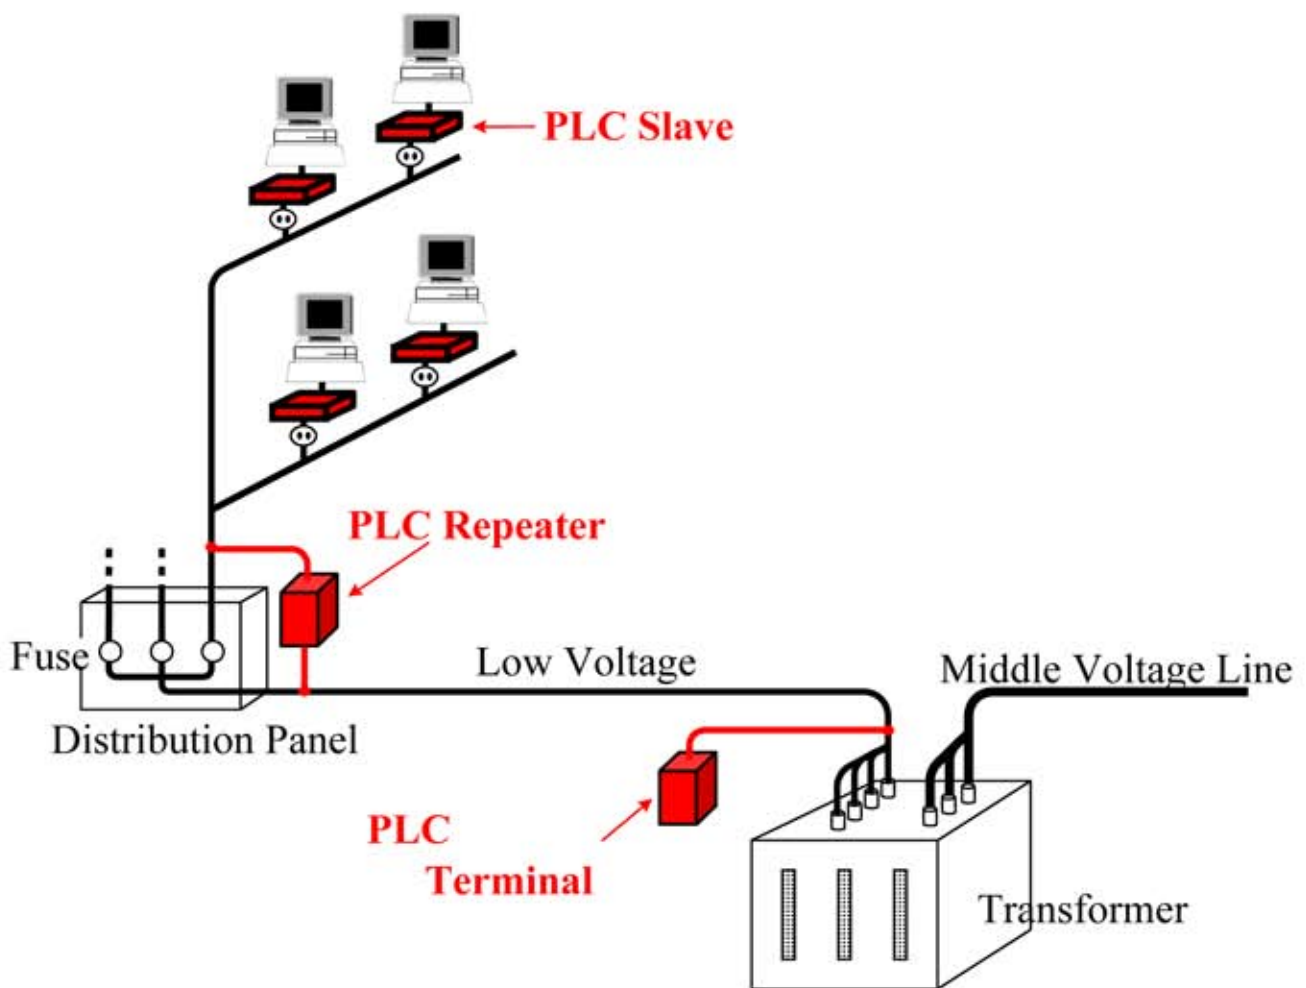 PLC Slave
PLC Repeater
Fuse
Low Voltage
Middle Voltage Line
Distribution Panel
PLC
Terminal
Transformer